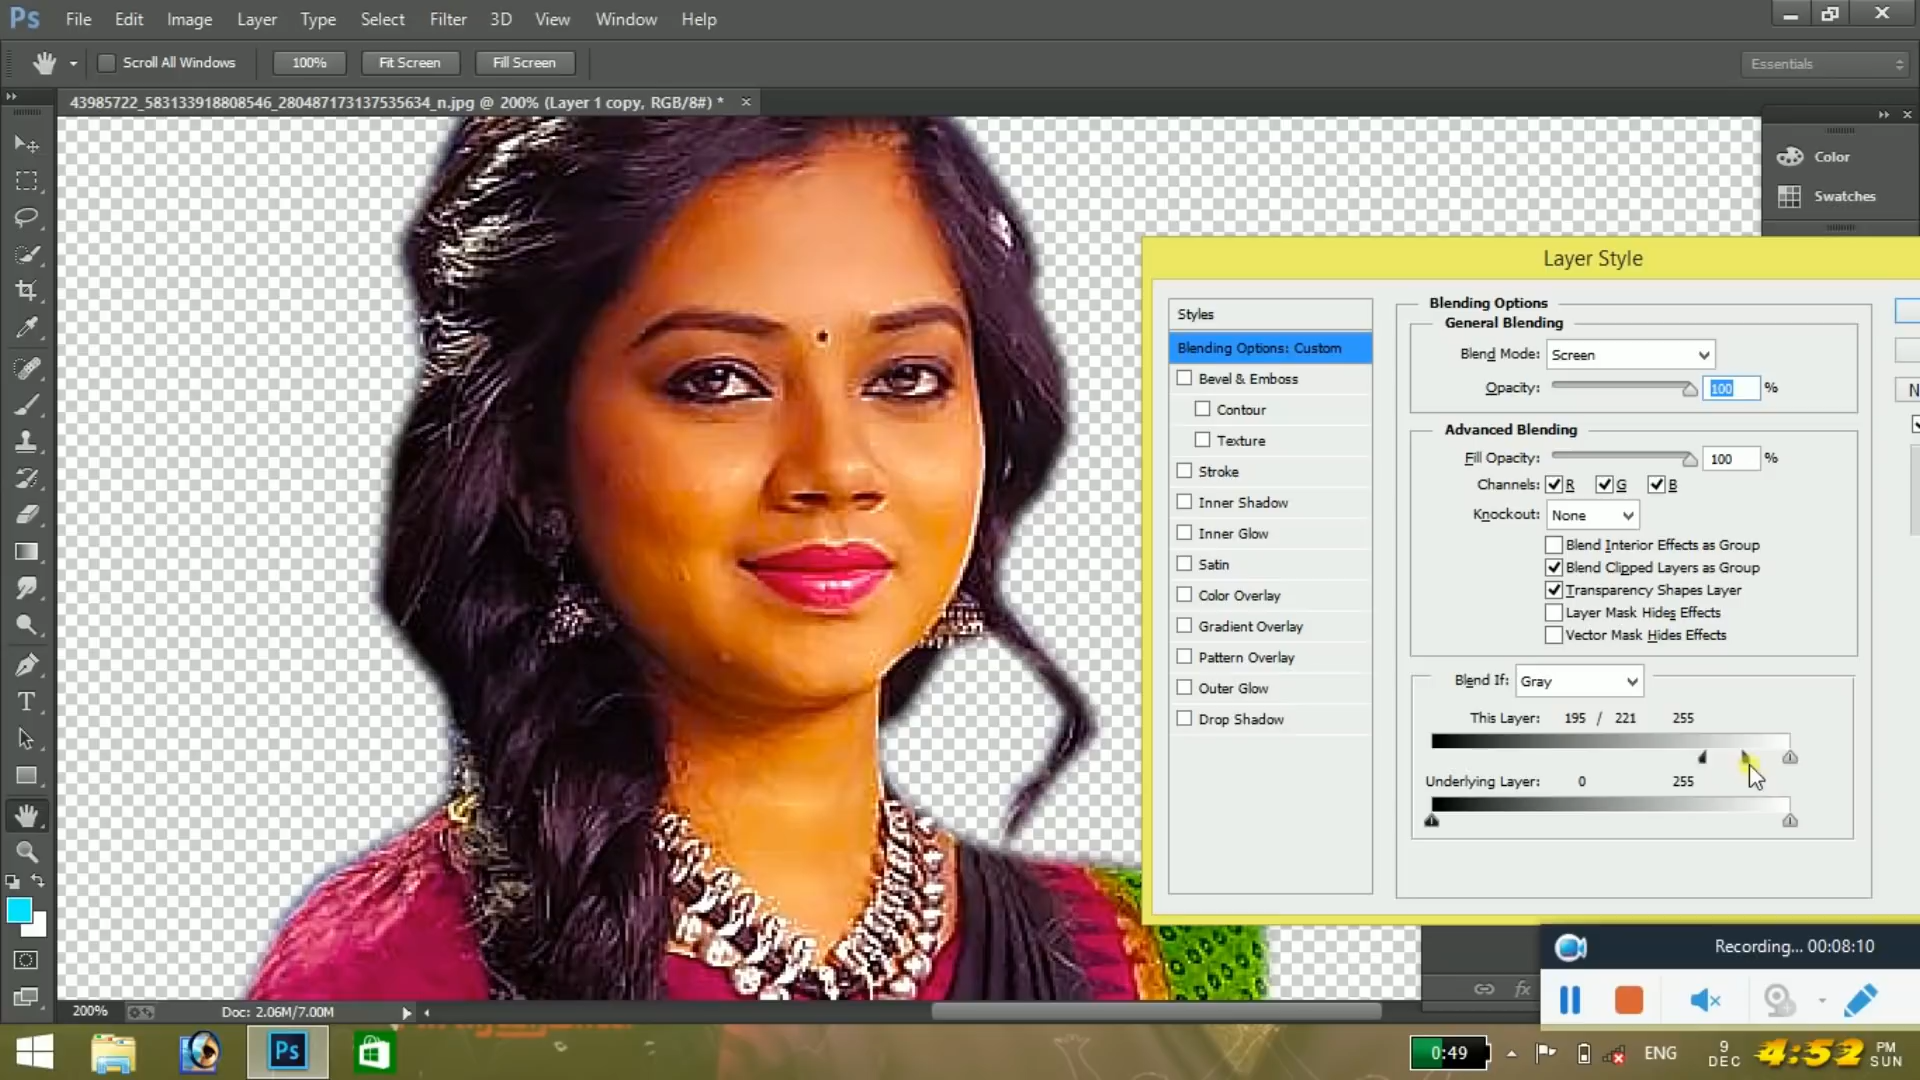 Ps File Edit Image Layer Type Select Filter 3D View Window Help
Scroll All Windows 100% Fit Screen Fill Screen Essentials
43985722_583133918808546_280487173137535634_n.jpg @ 200% (Layer 1 copy, RGB/8#) *
Color
Swatches
Layer Style
Styles
Blending Options: Custom
Bevel & Emboss
Contour
Texture
Stroke
Inner Shadow
Inner Glow
Satin
Color Overlay
Gradient Overlay
Pattern Overlay
Outer Glow
Drop Shadow
Blending Options
General Blending
Blend Mode: Screen
Opacity: 100 %
Advanced Blending
Fill Opacity: 100 %
Channels: R G B
Knockout: None
Blend Interior Effects as Group
Blend Clipped Layers as Group
Transparency Shapes Layer
Layer Mask Hides Effects
Vector Mask Hides Effects
Blend If: Gray
This Layer: 195 / 221 255
Underlying Layer: 0 255
N
T
Recording... 00:08:10
fx
200% Doc: 2.06M/7.00M
Ps
0:49 ENG 9 DEC 4:52 PM SUN